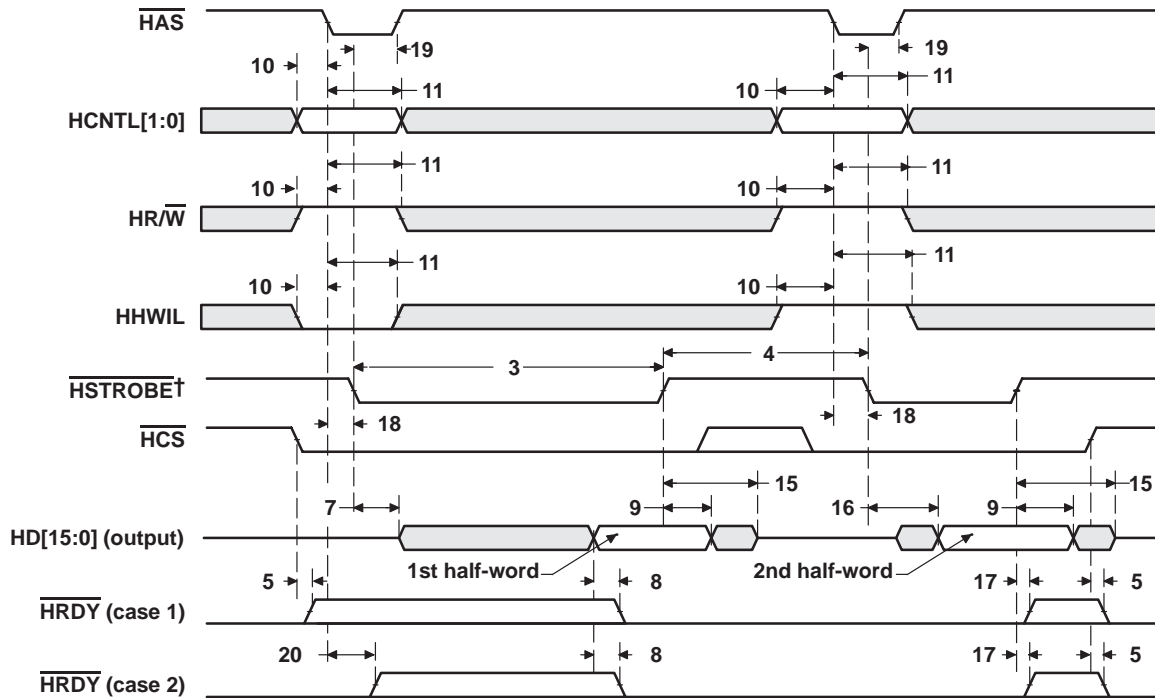 HAS
19
19
10
11
10
11
HCNTL[1:0]
11
11
10
10
HR/W
11
11
10
10
HHWIL
3
4
HSTROBE†
18
18
HCS
7
9
15
16
9
15
HD[15:0] (output)
1st half-word
2nd half-word
5
8
17
5
HRDY (case 1)
20
8
17
5
HRDY (case 2)